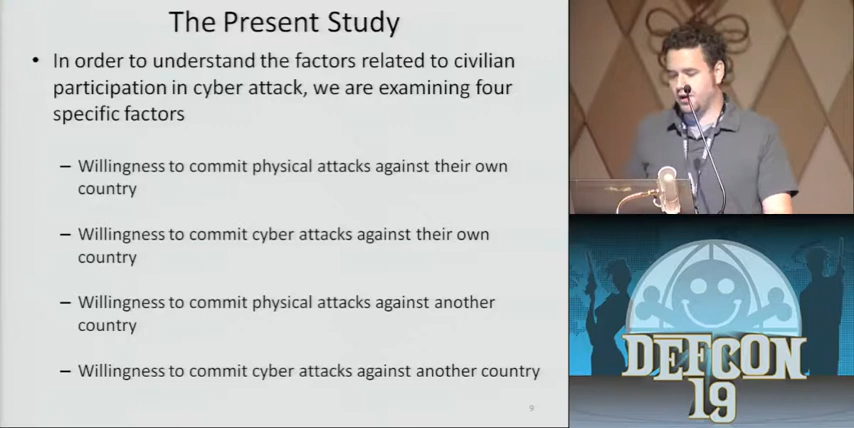 The Present Study
• In order to understand the factors related to civilian
participation in cyber attack, we are examining four
specific factors
– Willingness to commit physical attacks against their own
country
– Willingness to commit cyber attacks against their own
country
– Willingness to commit physical attacks against another
country
– Willingness to commit cyber attacks against another country
9
DEFCON
19